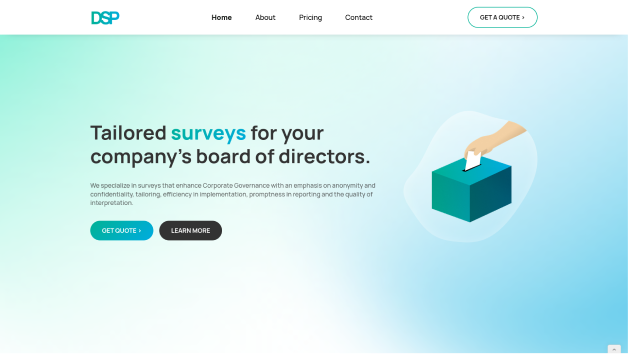 DSP
Home About Pricing Contact
GET A QUOTE ›
Tailored surveys for your
company's board of directors.
We specialize in surveys that enhance Corporate Governance with an emphasis on anonymity and
confidentiality, tailoring, efficiency in implementation, promptness in reporting and the quality of
interpretation.
GET QUOTE › LEARN MORE